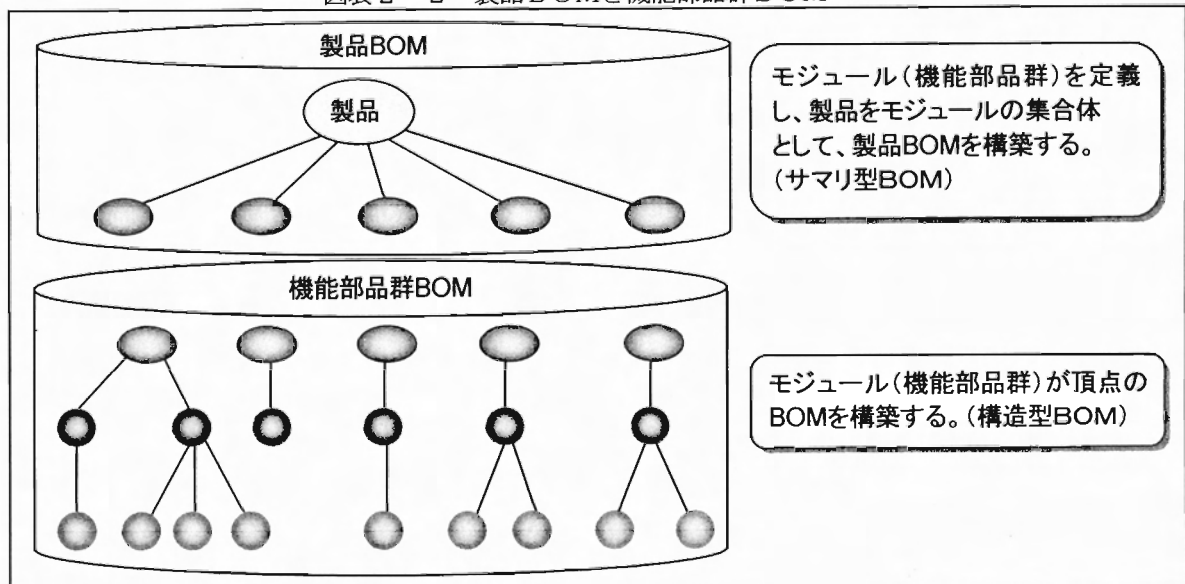 製品BOM
製品
モジュール(機能部品群)を定義
し、製品をモジュールの集合体
として、製品BOMを構築する。
(サマリ型BOM)
機能部品群BOM
モジュール(機能部品群)が頂点の
BOMを構築する。(構造型BOM)